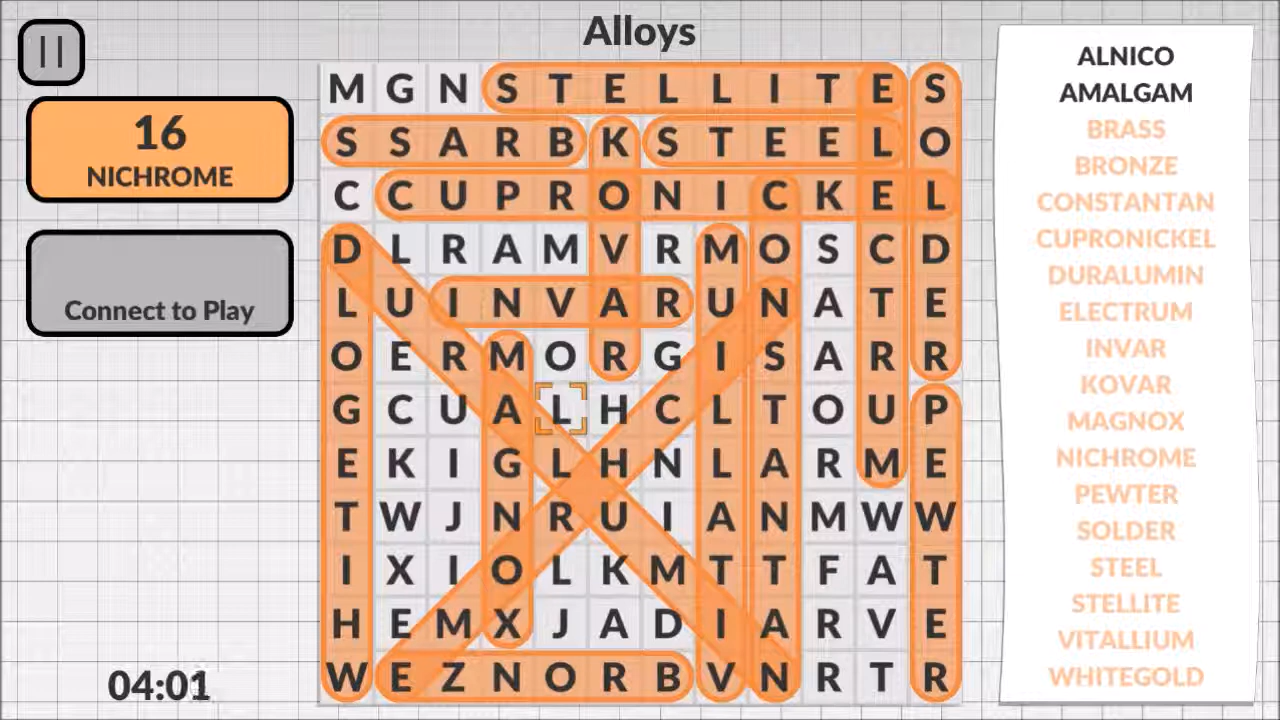 Alloys
16
NICHROME
Connect to Play
04:01
M G N S T E L L I T E S
S S A R B K S T E E L O
C C U P R O N I C K E L
D L R A M V R M O S C D
L U I N V A R U N A T E
O E R M O R G I S A R R
G C U A L H C L T O U P
E K I G L H N L A R M E
T W J N R U I A N M W W
I X I O L K M T T F A T
H E M X J A D I A R V E
W E Z N O R B V N R T R
ALNICO
AMALGAM
BRASS
BRONZE
CONSTANTAN
CUPRONICKEL
DURALUMIN
ELECTRUM
INVAR
KOVAR
MAGNOX
NICHROME
PEWTER
SOLDER
STEEL
STELLITE
VITALLIUM
WHITEGOLD